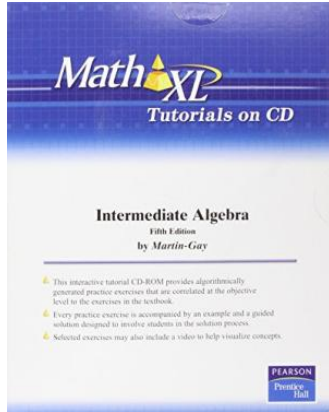 Math XL
Tutorials on CD
Intermediate Algebra
Fifth Edition
by Martin-Gay
This interactive tutorial CD-ROM provides algorithmically
generated practice exercises that are correlated at the objective
level to the exercises in the textbook.
Every practice exercise is accompanied by an example and a guided
solution designed to involve students in the solution process.
Selected exercises may also include a video to help visualize concepts.
PEARSON
Prentice
Hall